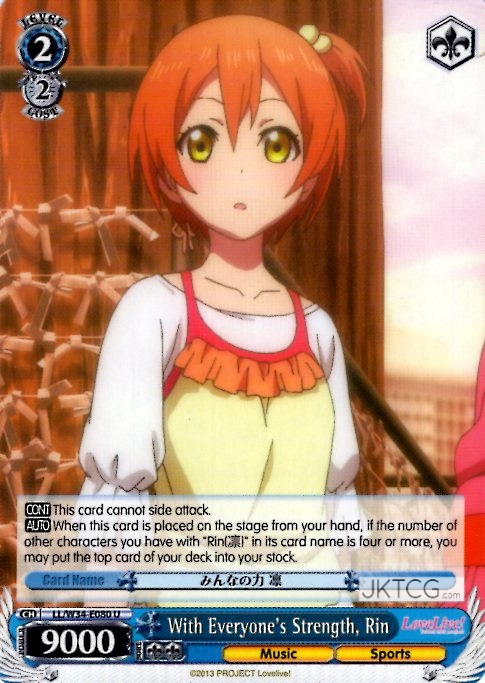 LEVEL
2
2
COST
CONT This card cannot side attack.
AUTO When this card is placed on the stage from your hand, if the number of
other characters you have with "Rin(凛)" in its card name is four or more, you
may put the top card of your deck into your stock.
Card Name みんなの力 凛
JKTCG.com
CH LL/W34-E080 U
9000
With Everyone's Strength, Rin
LoveLive!
Music Sports
©2013 PROJECT Lovelive!